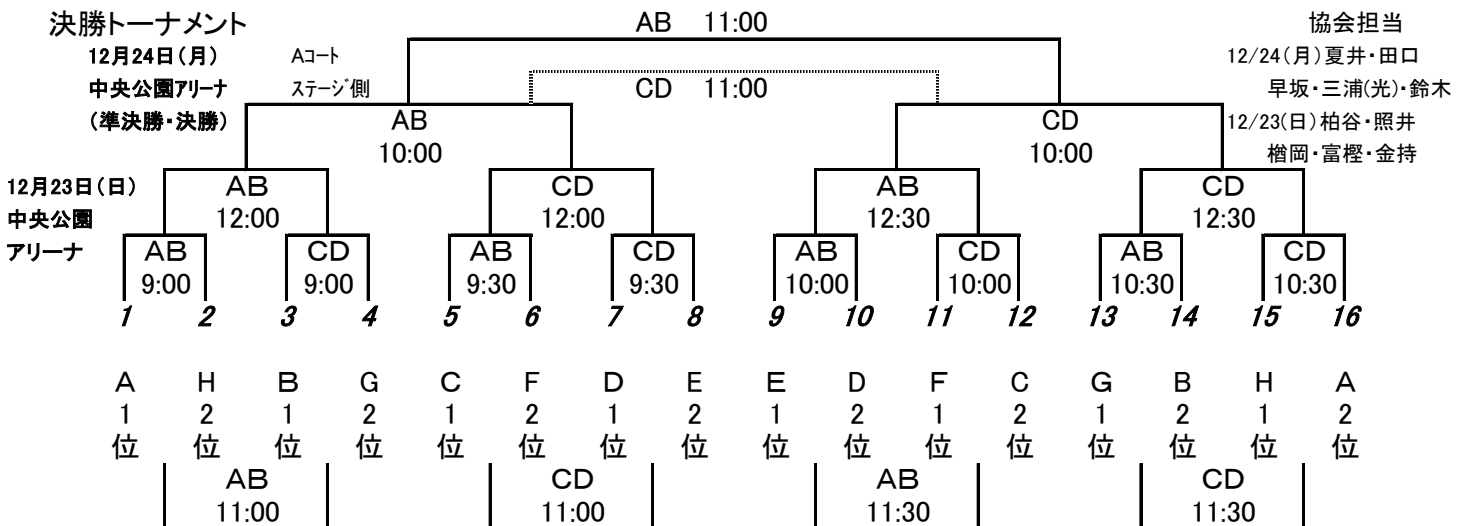 決勝トーナメント AB 11:00 協会担当
12月24日(月) Aコート 12/24(月)夏井・田口
中央公園アリーナ ステージ側 CD 11:00 早坂・三浦(光)・鈴木
(準決勝・決勝) AB CD 12/23(日)柏谷・照井
10:00 10:00 楢岡・富樫・金持
12月23日(日) AB CD AB CD
中央公園 12:00 12:00 12:30 12:30
アリーナ AB CD AB CD AB CD AB CD
9:00 9:00 9:30 9:30 10:00 10:00 10:30 10:30
1 2 3 4 5 6 7 8 9 10 11 12 13 14 15 16
A H B G C F D E E D F C G B H A
1 2 1 2 1 2 1 2 1 2 1 2 1 2 1 2
位 位 位 位 位 位 位 位 位 位 位 位 位 位 位 位
AB CD AB CD
11:00 11:00 11:30 11:30